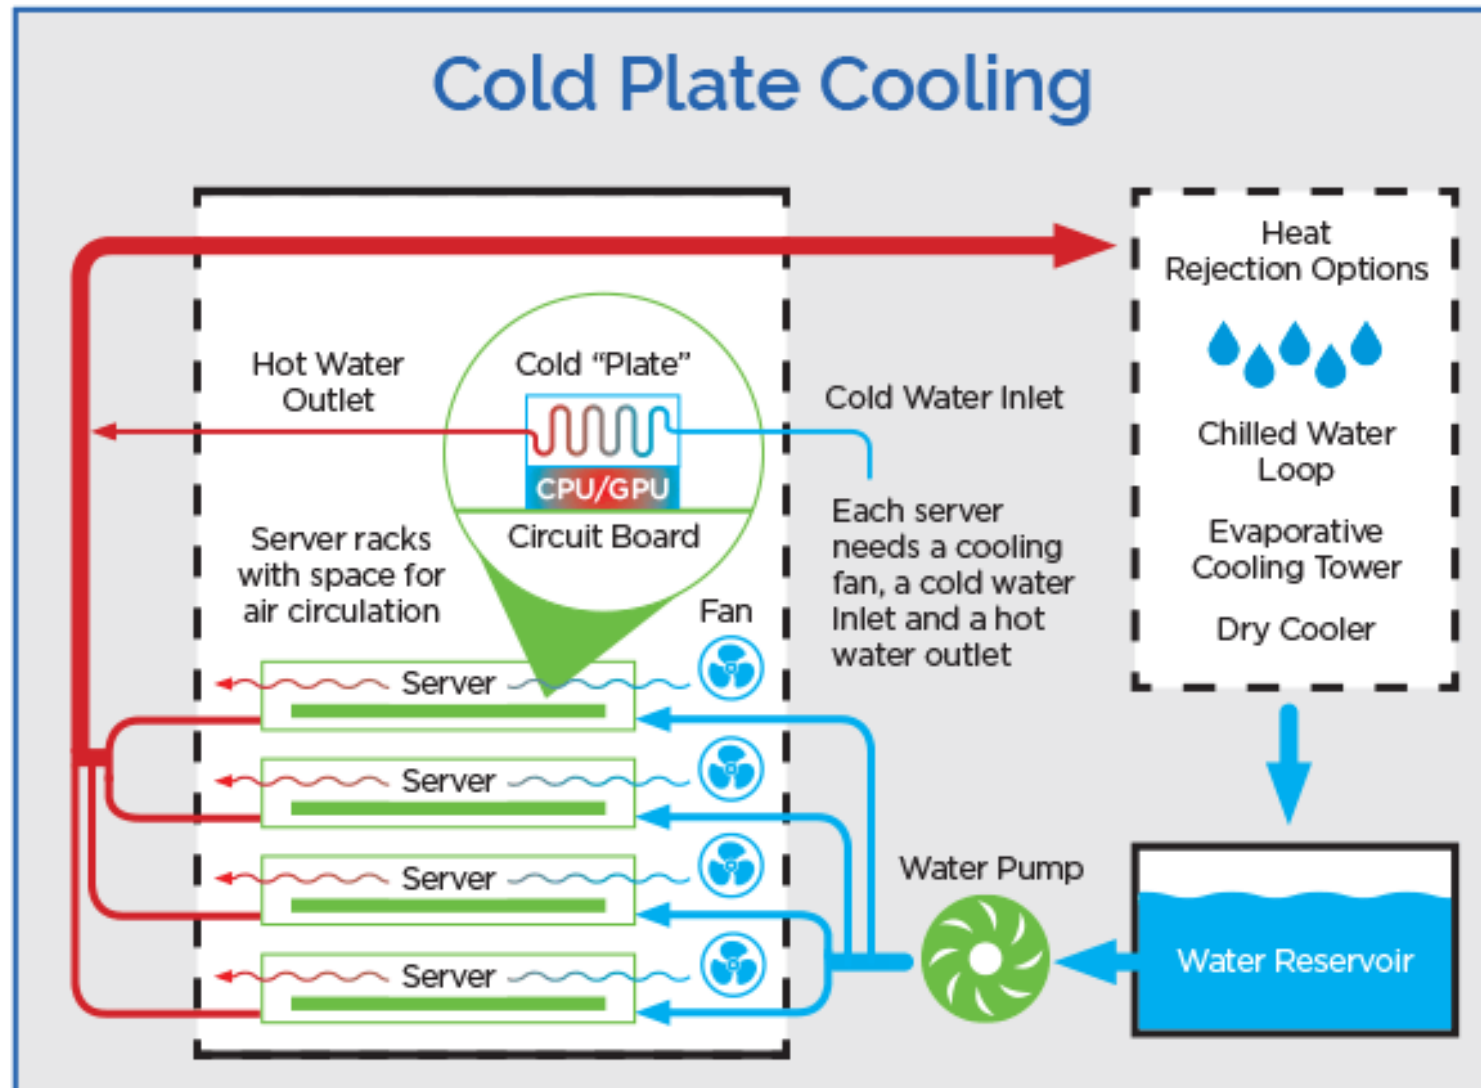 Cold Plate Cooling
Heat
Rejection Options
Chilled Water
Loop
Evaporative
Cooling Tower
Dry Cooler
Hot Water
Outlet
Cold “Plate”
CPU/GPU
Circuit Board
Cold Water Inlet
Each server
needs a cooling
fan, a cold water
Inlet and a hot
water outlet
Server racks
with space for
air circulation
Fan
Server
Server
Server
Server
Water Pump
Water Reservoir